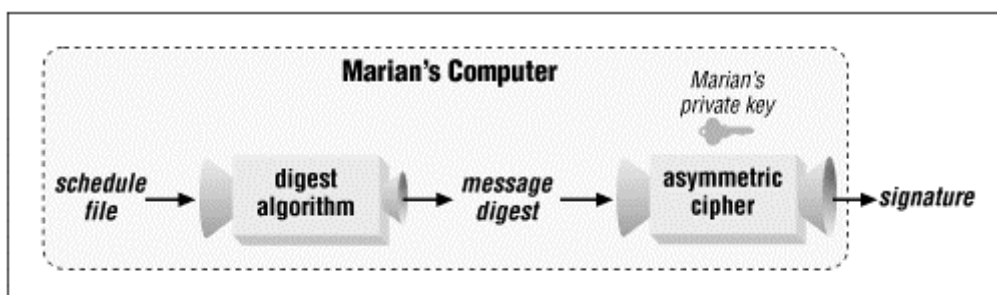 Marian's Computer
Marian's
private key
schedule
file
digest
algorithm
message
digest
asymmetric
cipher
signature